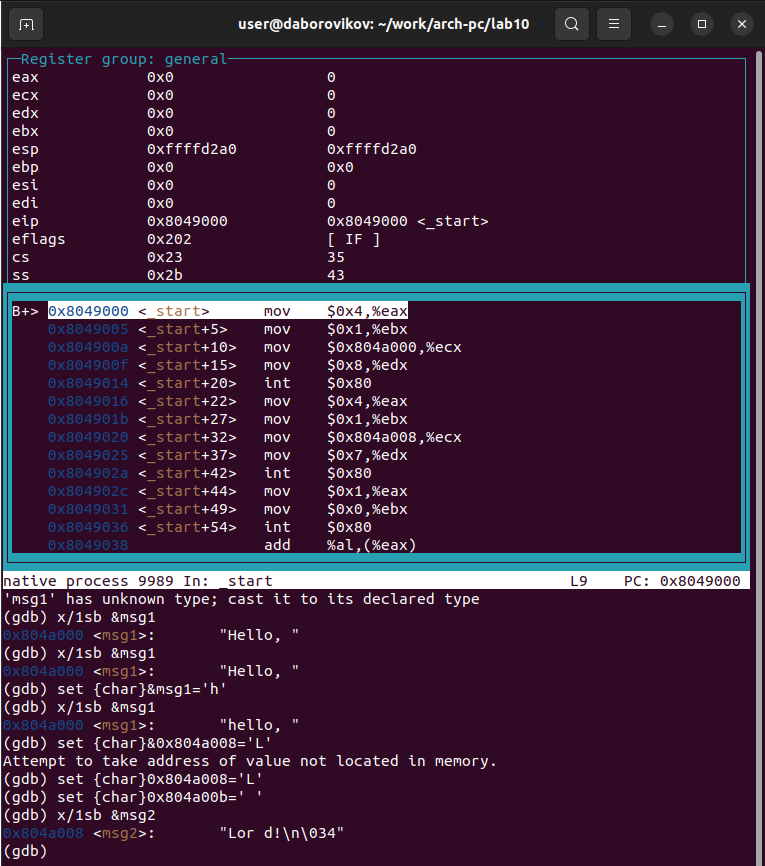 user@daborovikov: ~/work/arch-pc/lab10
Register group: general
eax 0x0 0
ecx 0x0 0
edx 0x0 0
ebx 0x0 0
esp 0xffffd2a0 0xffffd2a0
ebp 0x0 0x0
esi 0x0 0
edi 0x0 0
eip 0x8049000 0x8049000 <_start>
eflags 0x202 [ IF ]
cs 0x23 35
ss 0x2b 43
B+> 0x8049000 <_start> mov $0x4,%eax
0x8049005 <_start+5> mov $0x1,%ebx
0x804900a <_start+10> mov $0x804a000,%ecx
0x804900f <_start+15> mov $0x8,%edx
0x8049014 <_start+20> int $0x80
0x8049016 <_start+22> mov $0x4,%eax
0x804901b <_start+27> mov $0x1,%ebx
0x8049020 <_start+32> mov $0x804a008,%ecx
0x8049025 <_start+37> mov $0x7,%edx
0x804902a <_start+42> int $0x80
0x804902c <_start+44> mov $0x1,%eax
0x8049031 <_start+49> mov $0x0,%ebx
0x8049036 <_start+54> int $0x80
0x8049038 add %al,(%eax)
native process 9989 In: _start L9 PC: 0x8049000
'msg1' has unknown type; cast it to its declared type
(gdb) x/1sb &msg1
0x804a000 <msg1>: "Hello, "
(gdb) x/1sb &msg1
0x804a000 <msg1>: "Hello, "
(gdb) set {char}&msg1='h'
(gdb) x/1sb &msg1
0x804a000 <msg1>: "hello, "
(gdb) set {char}&0x804a008='L'
Attempt to take address of value not located in memory.
(gdb) set {char}0x804a008='L'
(gdb) set {char}0x804a00b=' '
(gdb) x/1sb &msg2
0x804a008 <msg2>: "Lor d!\n\034"
(gdb)